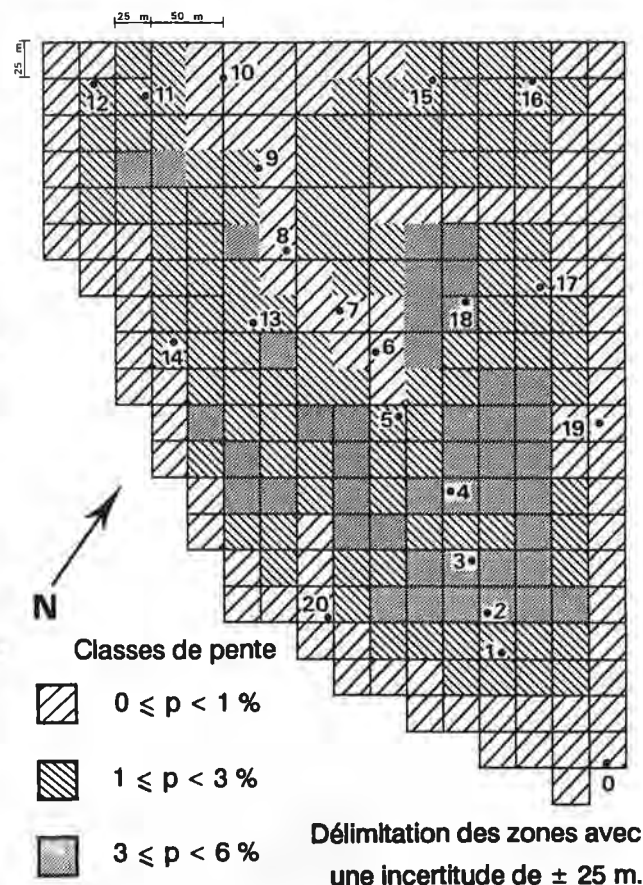 25 m 50 m
25 m
10
12 11 15 16
9
8
17
7 18
13
14 6
5 19
4
3
20 2
1
0
N
Classes de pente
0 ⩽ p < 1 %
1 ⩽ p < 3 %
3 ⩽ p < 6 %
Délimitation des zones avec
une incertitude de ± 25 m.